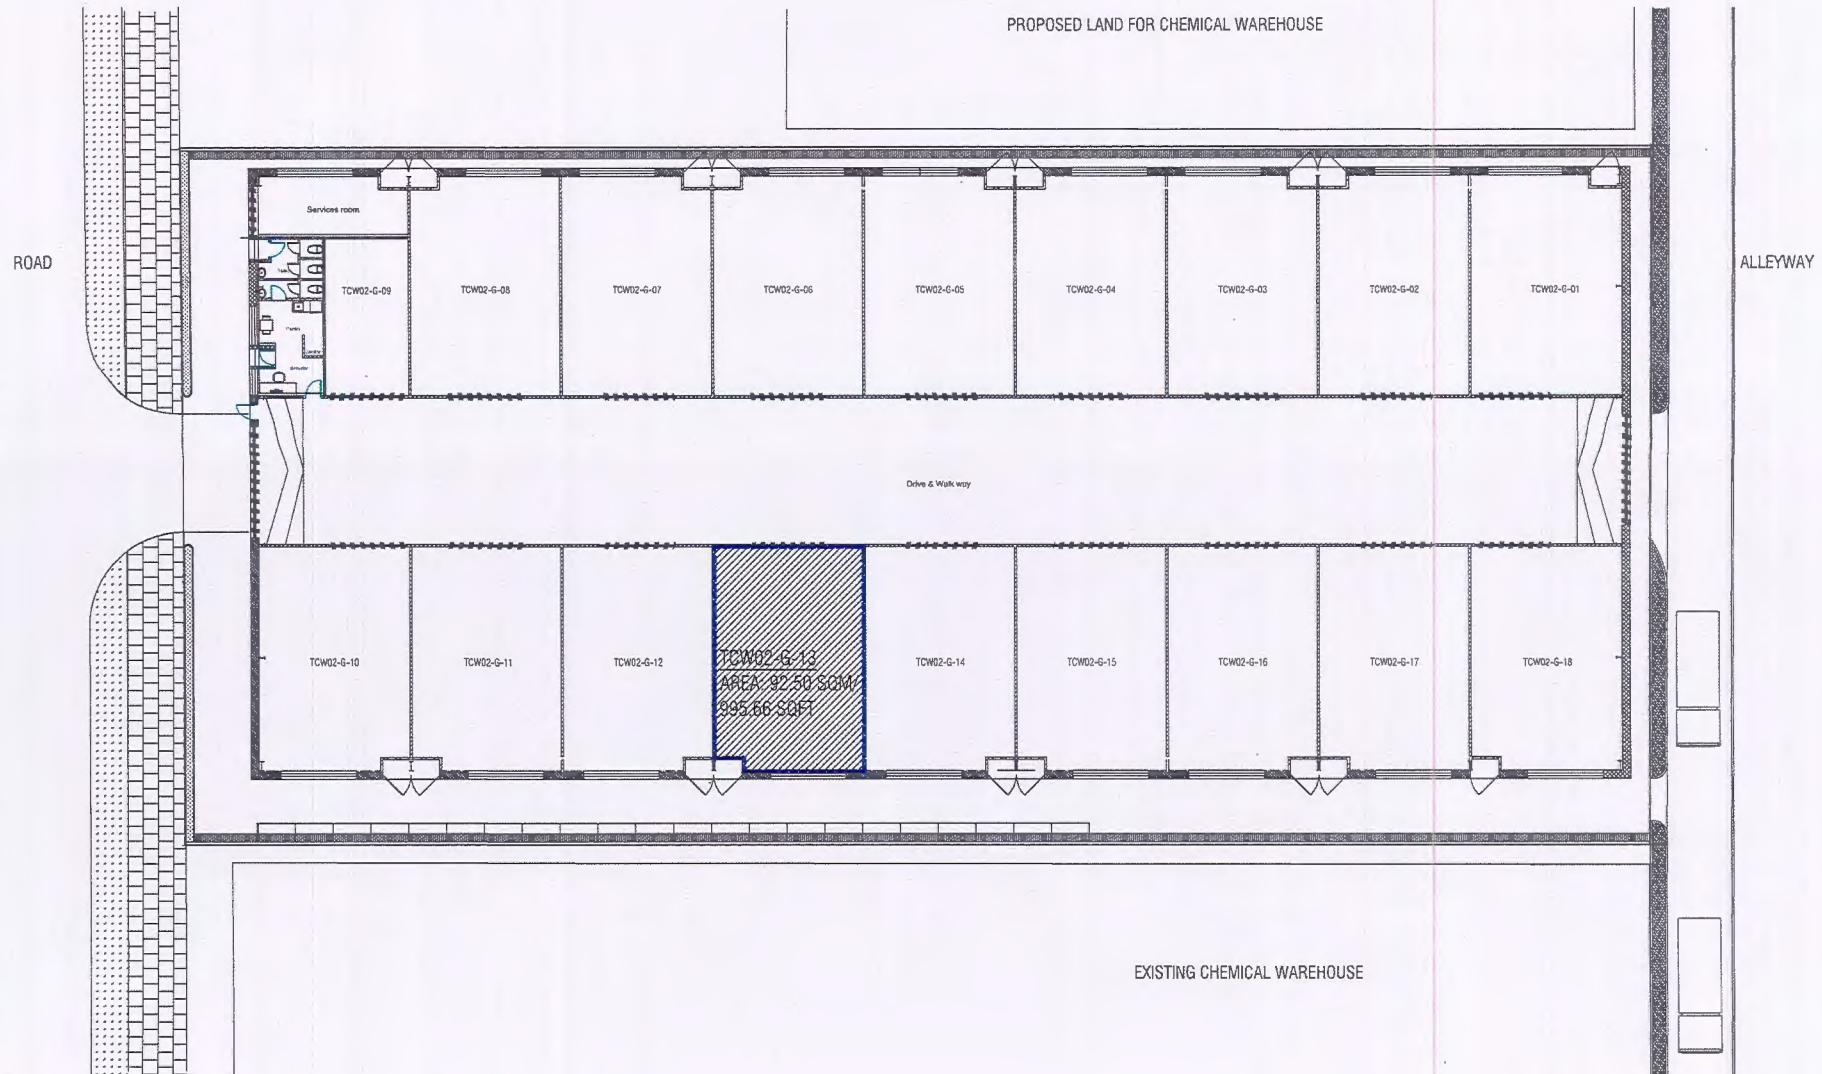 PROPOSED LAND FOR CHEMICAL WAREHOUSE
Services room
ROAD
ALLEYWAY
TCW02-G-09
TCW02-G-08
TCW02-G-07
TCW02-G-06
TCW02-G-05
TCW02-G-04
TCW02-G-03
TCW02-G-02
TCW02-G-01
Drive & Walk way
TCW02-G-10
TCW02-G-11
TCW02-G-12
TCW02-G-13
AREA: 92.50 SQM/
995.66 SQFT
TCW02-G-14
TCW02-G-15
TCW02-G-16
TCW02-G-17
TCW02-G-18
EXISTING CHEMICAL WAREHOUSE